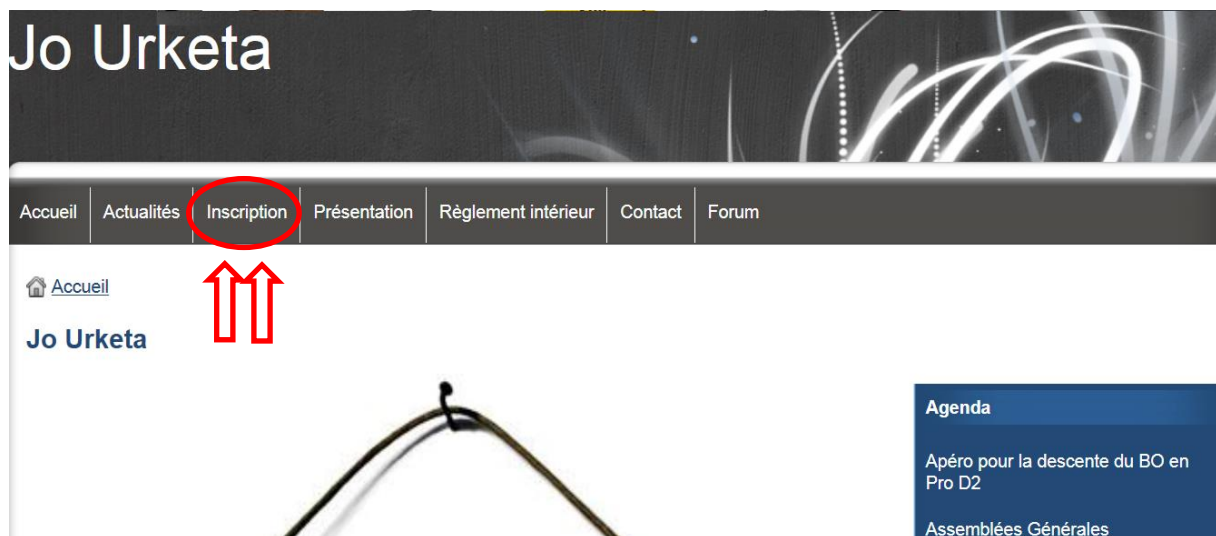 Jo Urketa
Accueil Actualités Inscription Présentation Règlement intérieur Contact Forum
Accueil
Jo Urketa
Agenda
Apéro pour la descente du BO en
Pro D2
Assemblées Générales